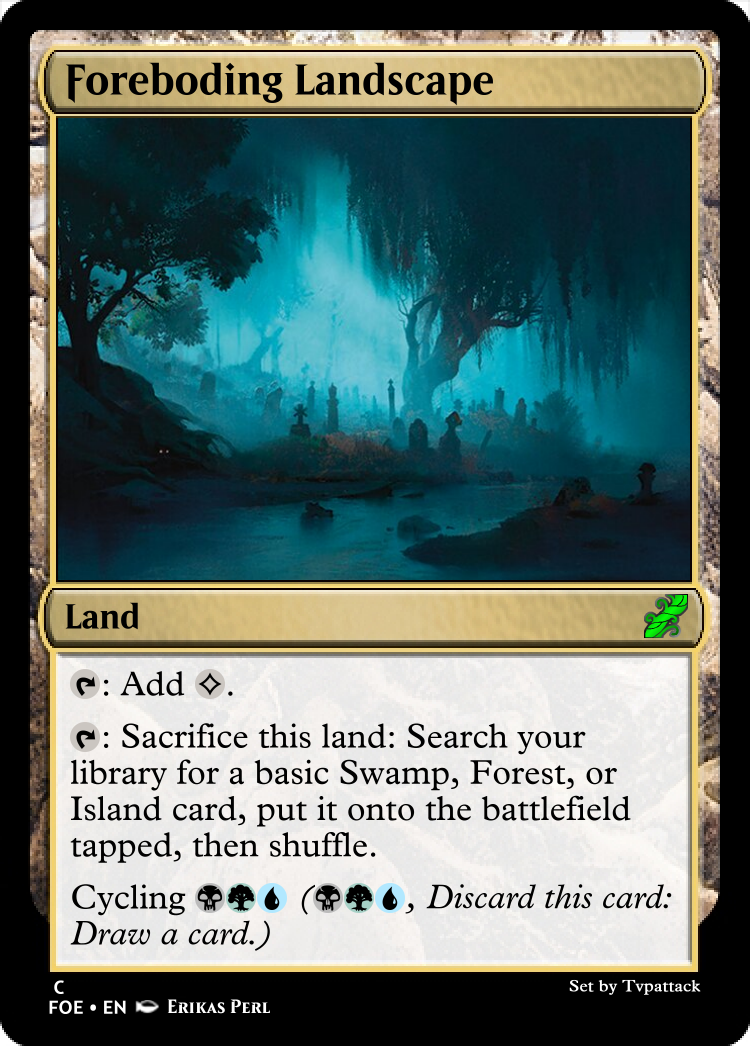 Foreboding Landscape
Land
: Add .
: Sacrifice this land: Search your
library for a basic Swamp, Forest, or
Island card, put it onto the battlefield
tapped, then shuffle.
Cycling (, Discard this card:
Draw a card.)
C
Set by Tvpattack
FOE • EN Erikas Perl